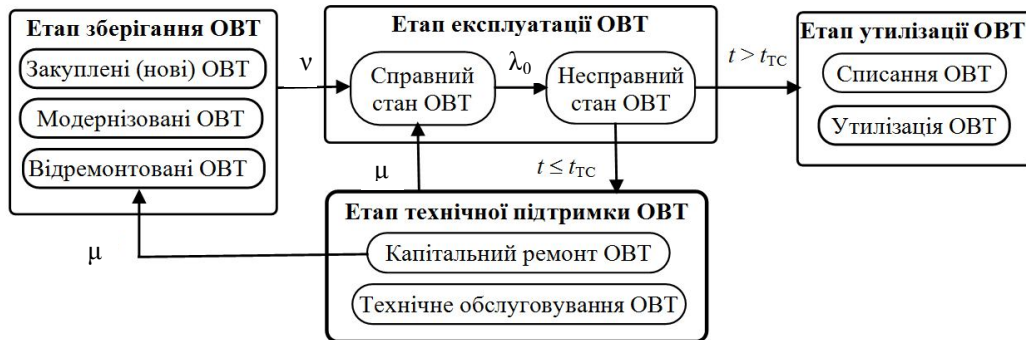 Етап зберігання ОВТ
Закуплені (нові) ОВТ
Модернізовані ОВТ
Відремонтовані ОВТ
ν
Етап експлуатації ОВТ
Справний
стан ОВТ
λ₀
Несправний
стан ОВТ
t > tТС
Етап утилізації ОВТ
Списання ОВТ
Утилізація ОВТ
μ
t ≤ tТС
Етап технічної підтримки ОВТ
Капітальний ремонт ОВТ
Технічне обслуговування ОВТ
μ